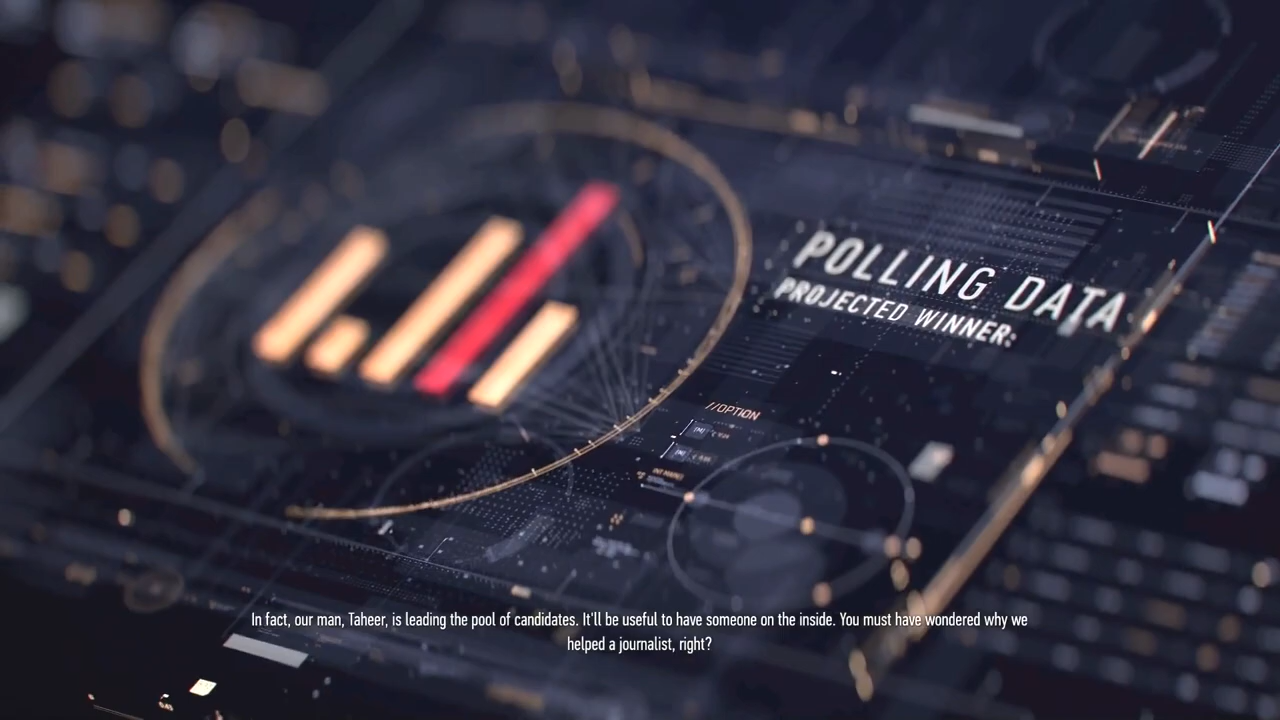 POLLING DATA
PROJECTED WINNER:
//OPTION
In fact, our man, Taheer, is leading the pool of candidates. It'll be useful to have someone on the inside. You must have wondered why we
helped a journalist, right?